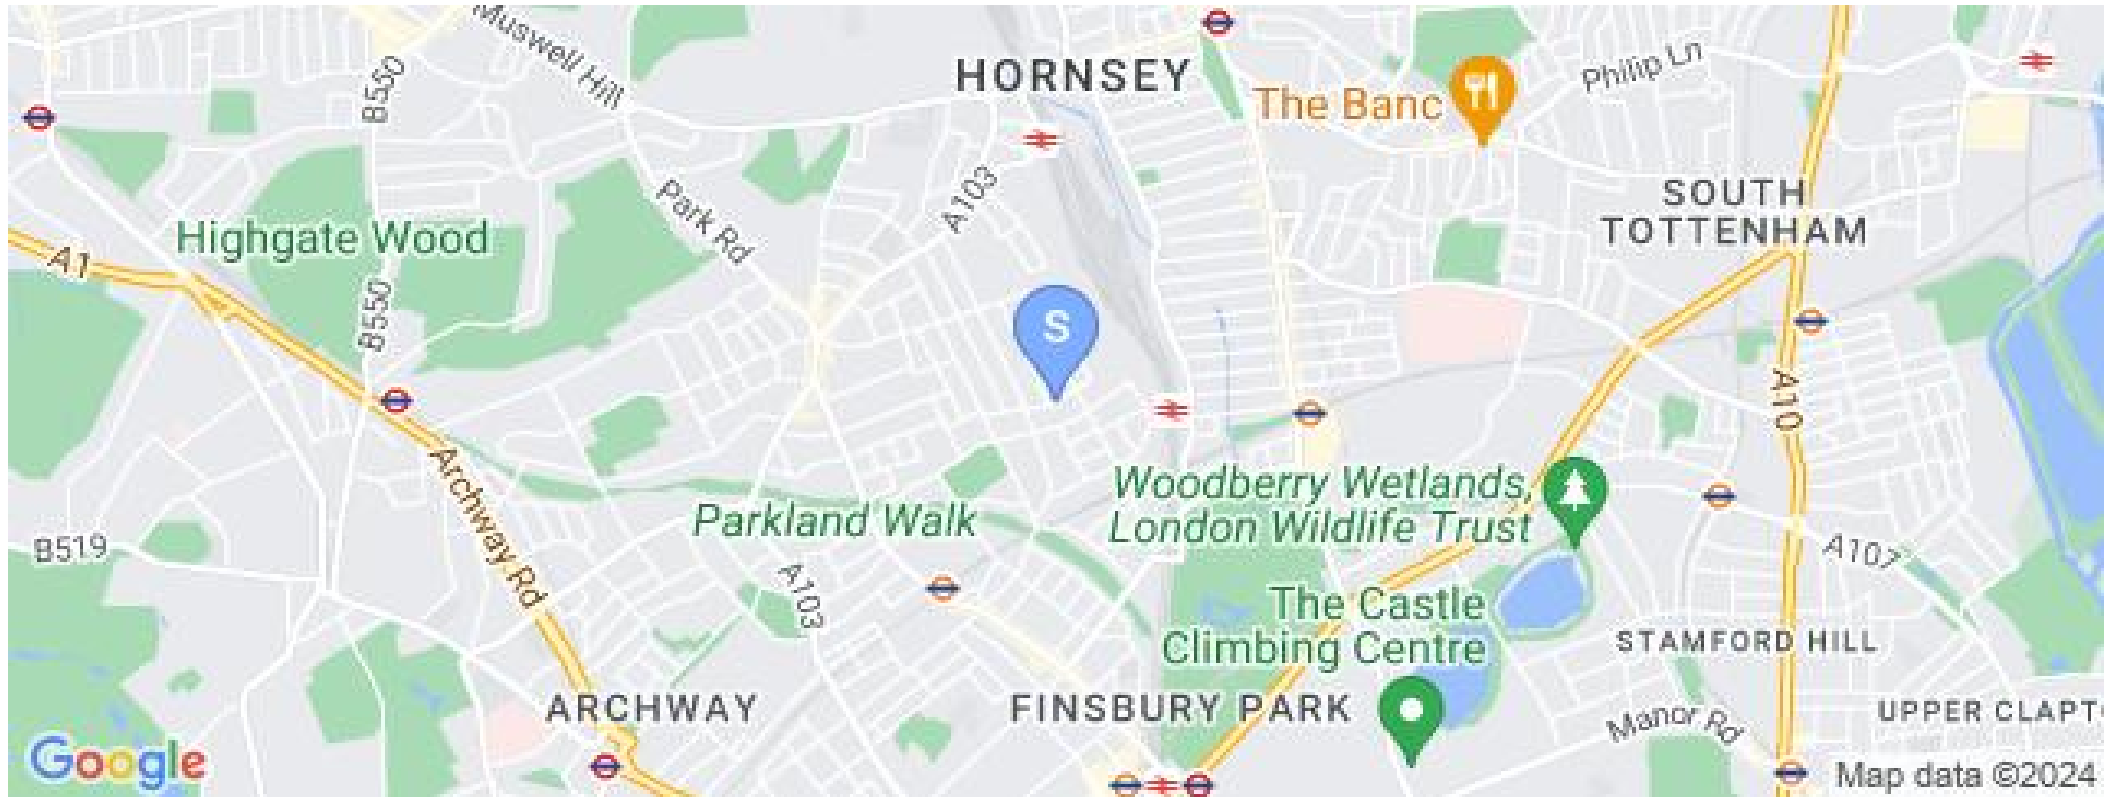 Muswell Hill
B550
HORNSEY
The Banc
Philip Ln
A103
Park Rd
SOUTH
TOTTENHAM
Highgate Wood
A1
B550
S
A10
Archway Rd
Woodberry Wetlands,
London Wildlife Trust
Parkland Walk
B519
A107
A103
The Castle
Climbing Centre
STAMFORD HILL
ARCHWAY
FINSBURY PARK
Manor Rd
UPPER CLAPT
Google
Map data ©2024